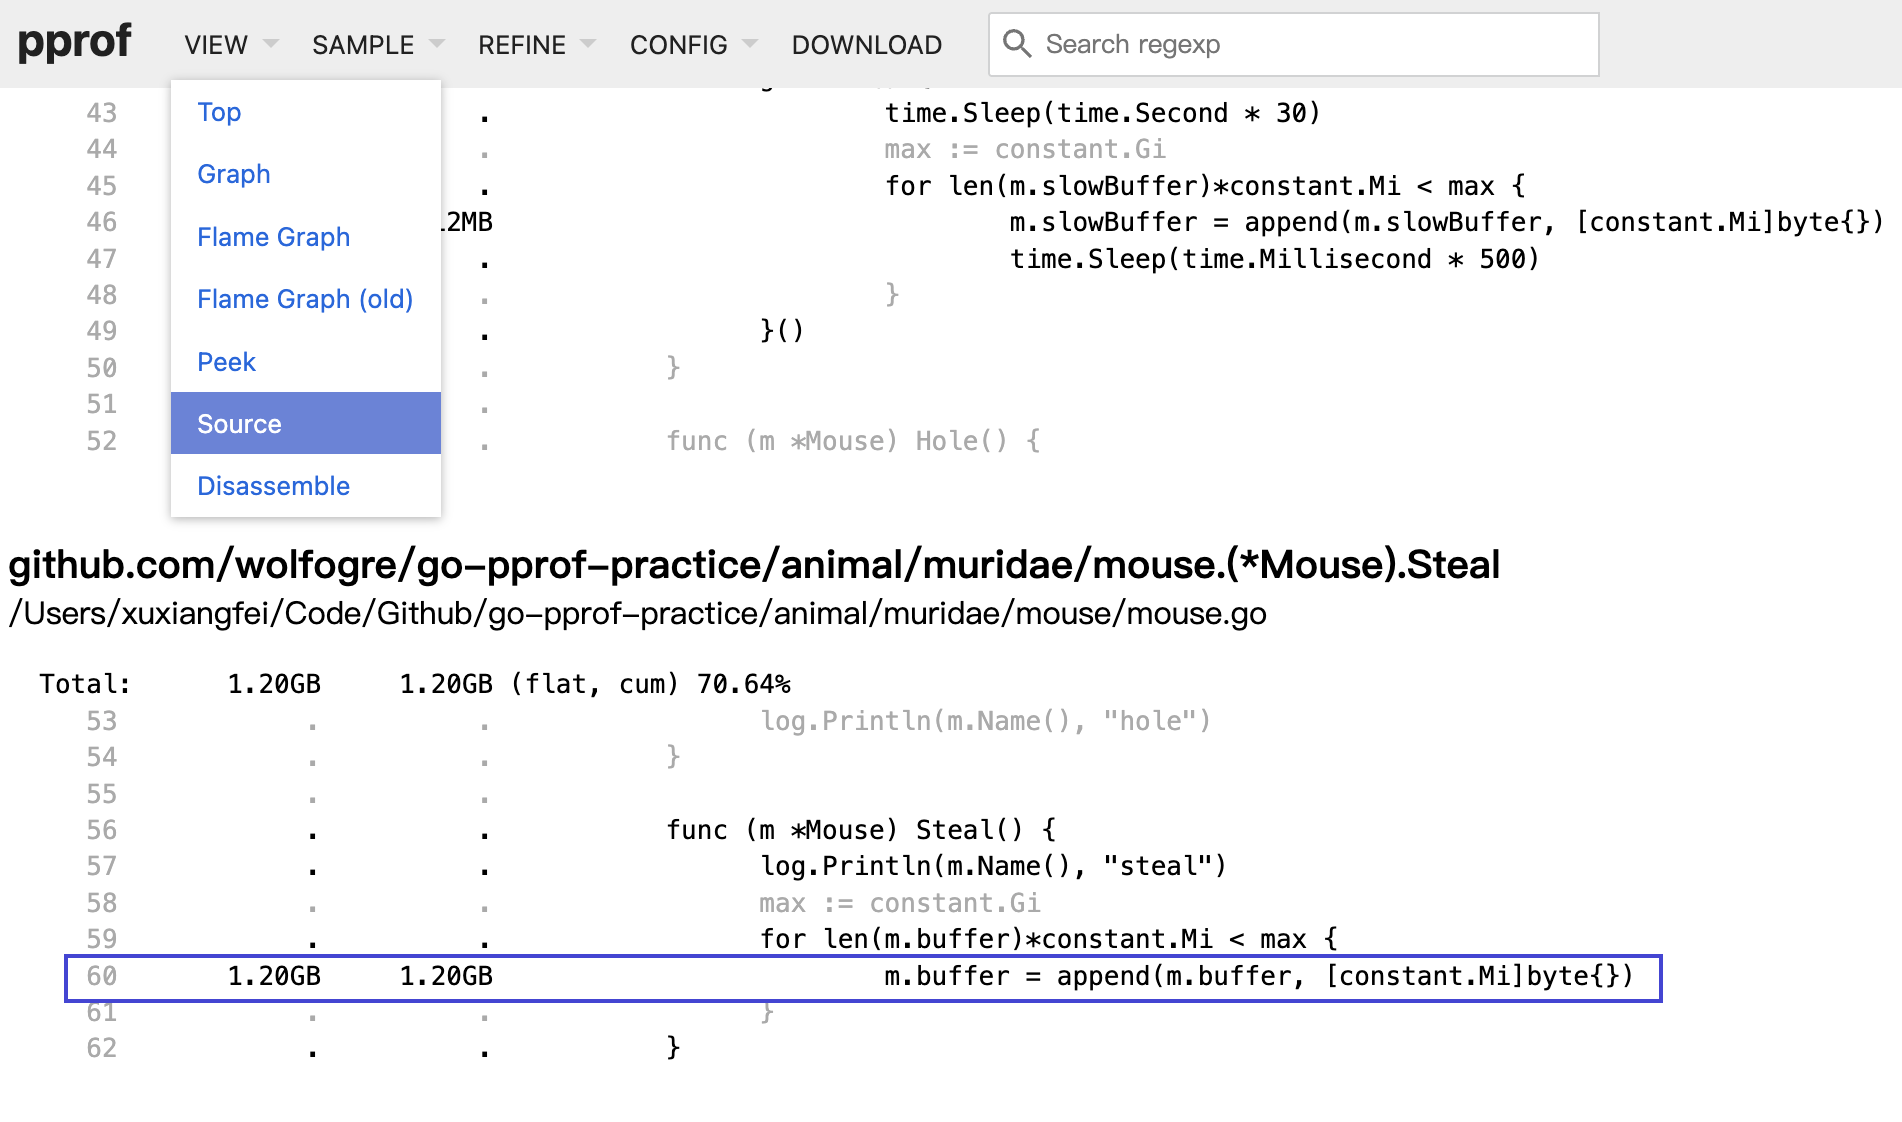 pprof VIEW SAMPLE REFINE CONFIG DOWNLOAD Search regexp
Top
Graph
Flame Graph
Flame Graph (old)
Peek
Source
Disassemble
43 . time.Sleep(time.Second * 30)
44 . max := constant.Gi
45 . for len(m.slowBuffer)*constant.Mi < max {
46 2MB m.slowBuffer = append(m.slowBuffer, [constant.Mi]byte{})
47 . time.Sleep(time.Millisecond * 500)
48 . }
49 . }()
50 . }
51 .
52 . func (m *Mouse) Hole() {
github.com/wolfogre/go-pprof-practice/animal/muridae/mouse.(*Mouse).Steal
/Users/xuxiangfei/Code/Github/go-pprof-practice/animal/muridae/mouse/mouse.go
Total: 1.20GB 1.20GB (flat, cum) 70.64%
53 . . log.Println(m.Name(), "hole")
54 . . }
55 . .
56 . . func (m *Mouse) Steal() {
57 . . log.Println(m.Name(), "steal")
58 . . max := constant.Gi
59 . . for len(m.buffer)*constant.Mi < max {
60 1.20GB 1.20GB m.buffer = append(m.buffer, [constant.Mi]byte{})
61 . . }
62 . . }